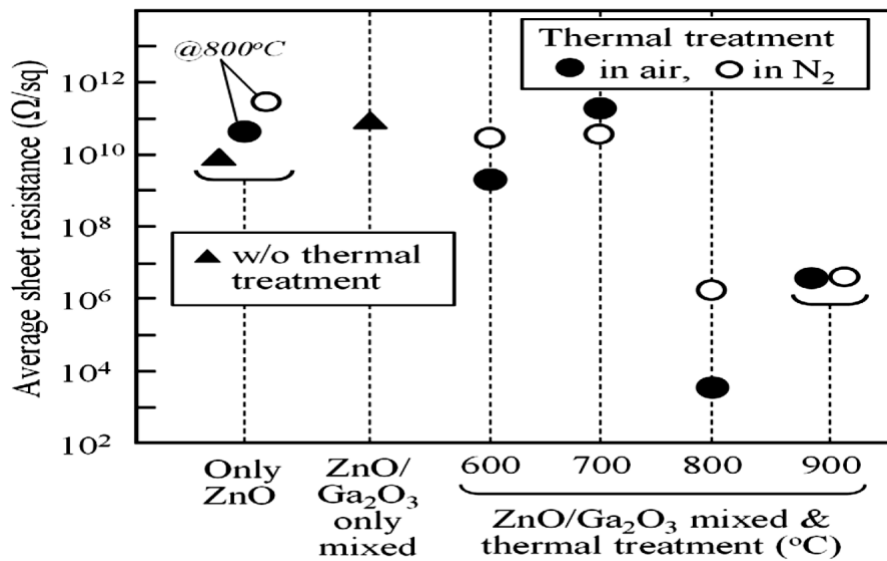 Average sheet resistance (Ω/sq)
10¹²
10¹⁰
10⁸
10⁶
10⁴
10²
@800°C
Thermal treatment
● in air, ○ in N₂
▲ w/o thermal
treatment
Only
ZnO
ZnO/
Ga₂O₃
only
mixed
600
700
800
900
ZnO/Ga₂O₃ mixed &
thermal treatment (°C)